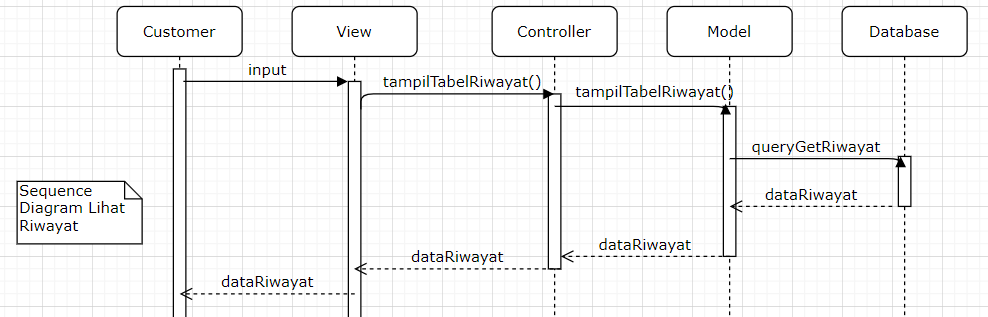 Customer
View
Controller
Model
Database
input
tampilTabelRiwayat()
tampilTabelRiwayat()
queryGetRiwayat
Sequence
Diagram Lihat
Riwayat
dataRiwayat
dataRiwayat
dataRiwayat
dataRiwayat